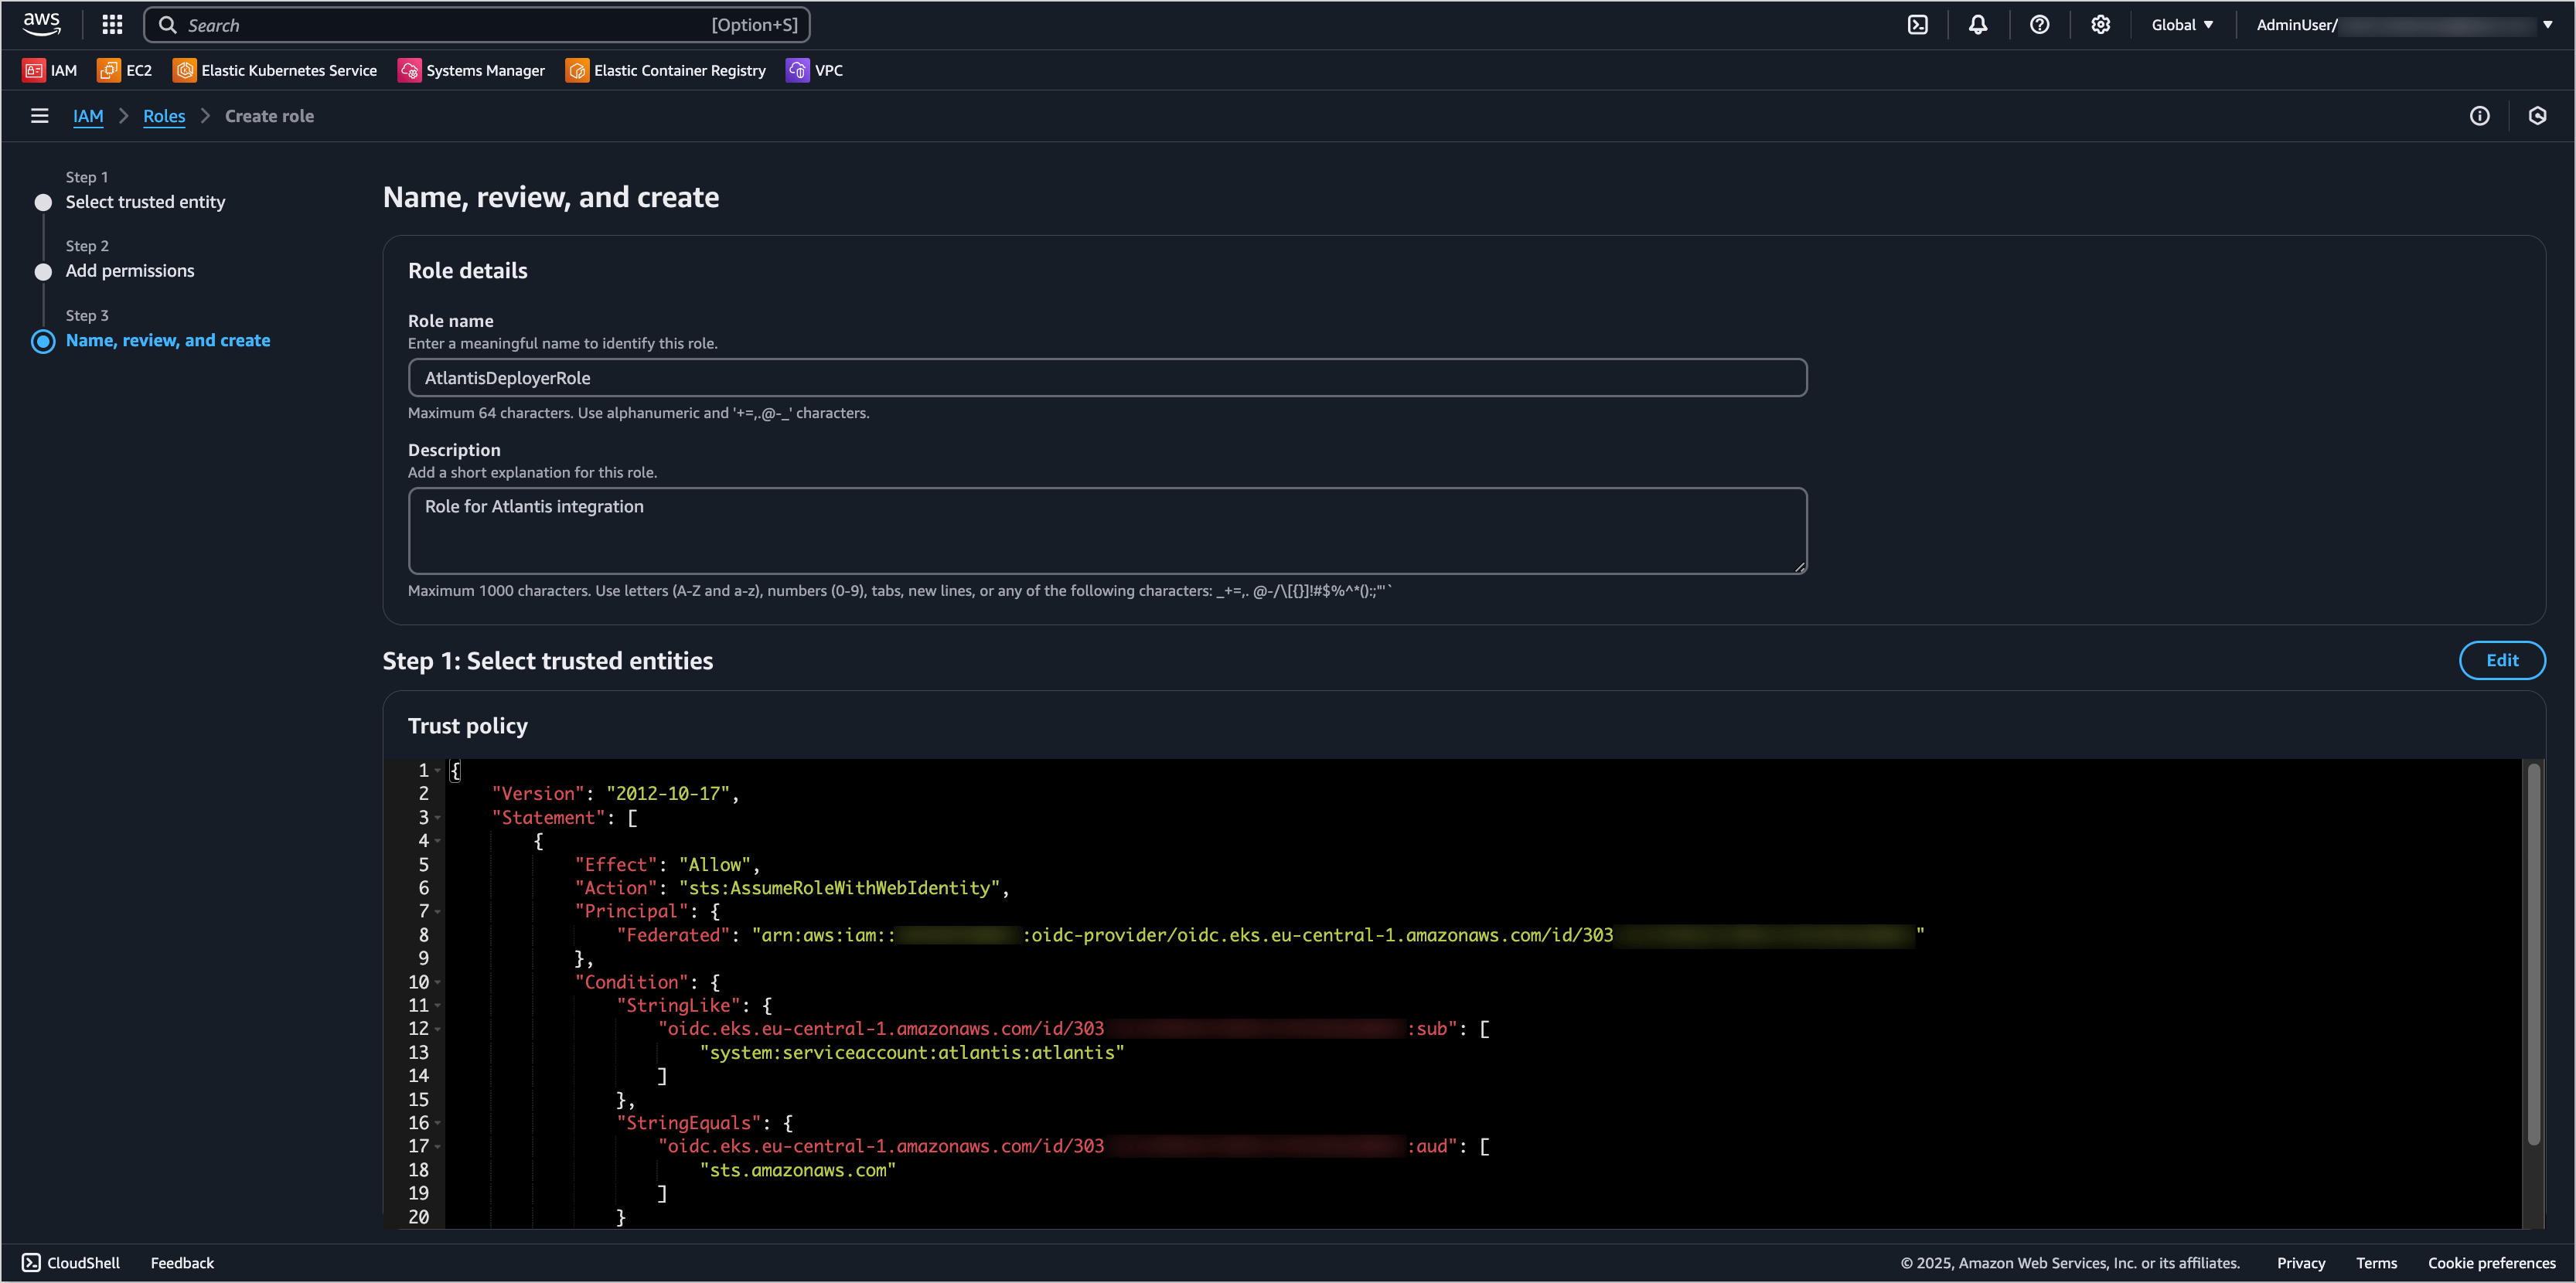 aws
Search [Option+S] Global AdminUser/
IAM EC2 Elastic Kubernetes Service Systems Manager Elastic Container Registry VPC
IAM Roles Create role
Step 1
Select trusted entity
Step 2
Add permissions
Step 3
Name, review, and create
Name, review, and create
Role details
Role name
Enter a meaningful name to identify this role.
AtlantisDeployerRole
Maximum 64 characters. Use alphanumeric and '+=,.@-_' characters.
Description
Add a short explanation for this role.
Role for Atlantis integration
Maximum 1000 characters. Use letters (A-Z and a-z), numbers (0-9), tabs, new lines, or any of the following characters: _+=,. @-/\[{}]!#$%^*();:"'`
Step 1: Select trusted entities
Edit
Trust policy
1 {
2 "Version": "2012-10-17",
3 "Statement": [
4 {
5 "Effect": "Allow",
6 "Action": "sts:AssumeRoleWithWebIdentity",
7 "Principal": {
8 "Federated": "arn:aws:iam:: :oidc-provider/oidc.eks.eu-central-1.amazonaws.com/id/303 "
9 },
10 "Condition": {
11 "StringLike": {
12 "oidc.eks.eu-central-1.amazonaws.com/id/303 :sub": [
13 "system:serviceaccount:atlantis:atlantis"
14 ]
15 },
16 "StringEquals": {
17 "oidc.eks.eu-central-1.amazonaws.com/id/303 :aud": [
18 "sts.amazonaws.com"
19 ]
20 }
CloudShell Feedback © 2025, Amazon Web Services, Inc. or its affiliates. Privacy Terms Cookie preferences